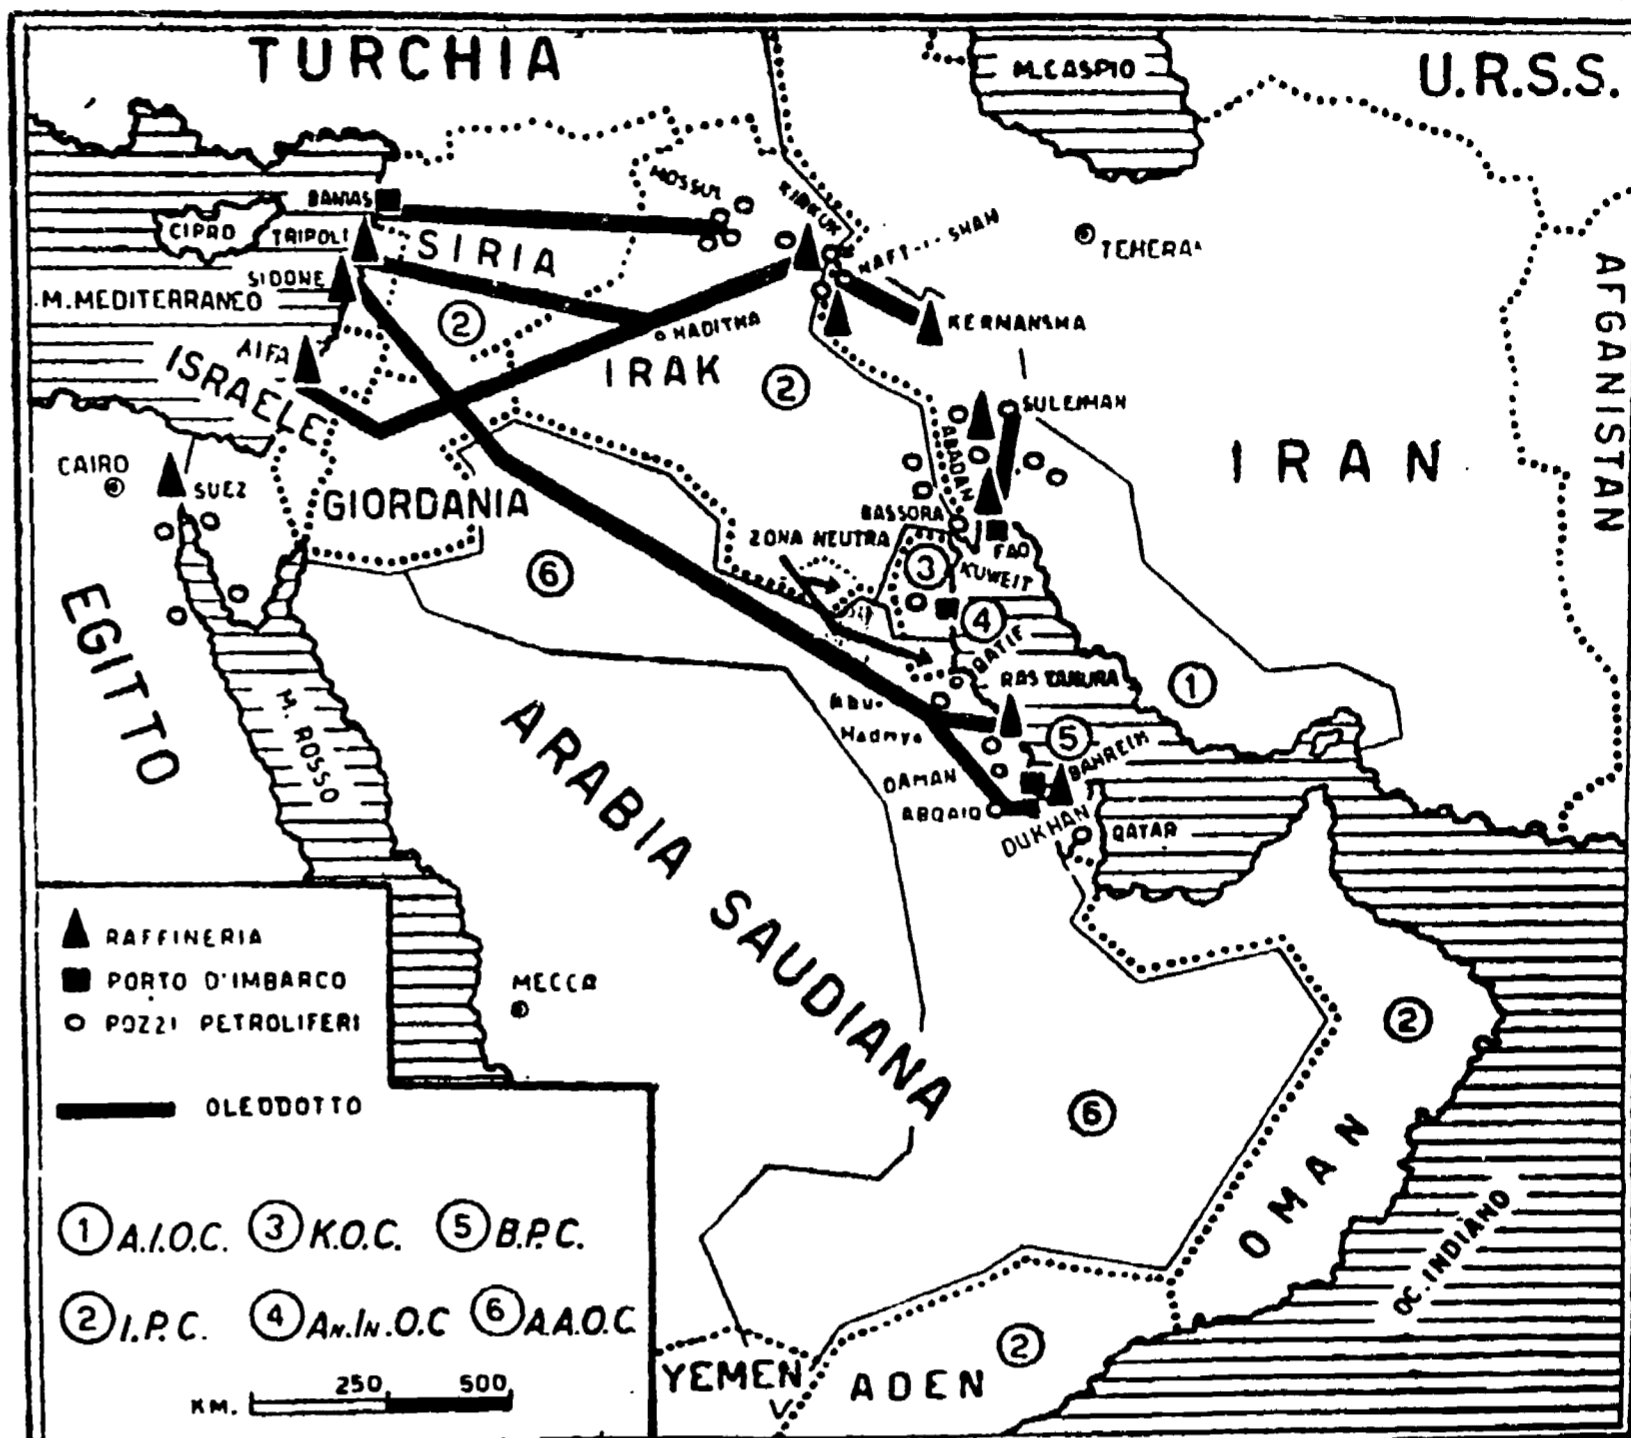 TURCHIA
M. CASPIO
U.R.S.S.
MOSSUL
KIRKUK
BANIAS
CIPRO
TRIPOLI
SIRIA
NAFT-I-SHAH
SIDONE
M. MEDITERRANEO
2
HADITHA
KERMANSHA
AFGANISTAN
AIFA
ISRAELE
IRAK
2
SULEIMAN
ABADAN
IRAN
CAIRO
SUEZ
GIORDANIA
BASSORA
ZONA NEUTRA
FAO
3
KUWEIT
6
4
QATIF
EGITTO
1
RAS TANURA
M. ROSSO
ARABIA SAUDIANA
5
BAHREIM
DAMAN
ABQAIQ
DUKHAN
QATAR
RAFFINERIA
PORTO D'IMBARCO
POZZI PETROLIFERI
OLEODOTTO
MECCA
2
6
OMAN
OC. INDIANO
1 A.I.O.C. 3 K.O.C. 5 B.P.C.
2 I.P.C. 4 AN.IN.O.C 6 A.A.O.C.
KM. 250 500
YEMEN
ADEN
2